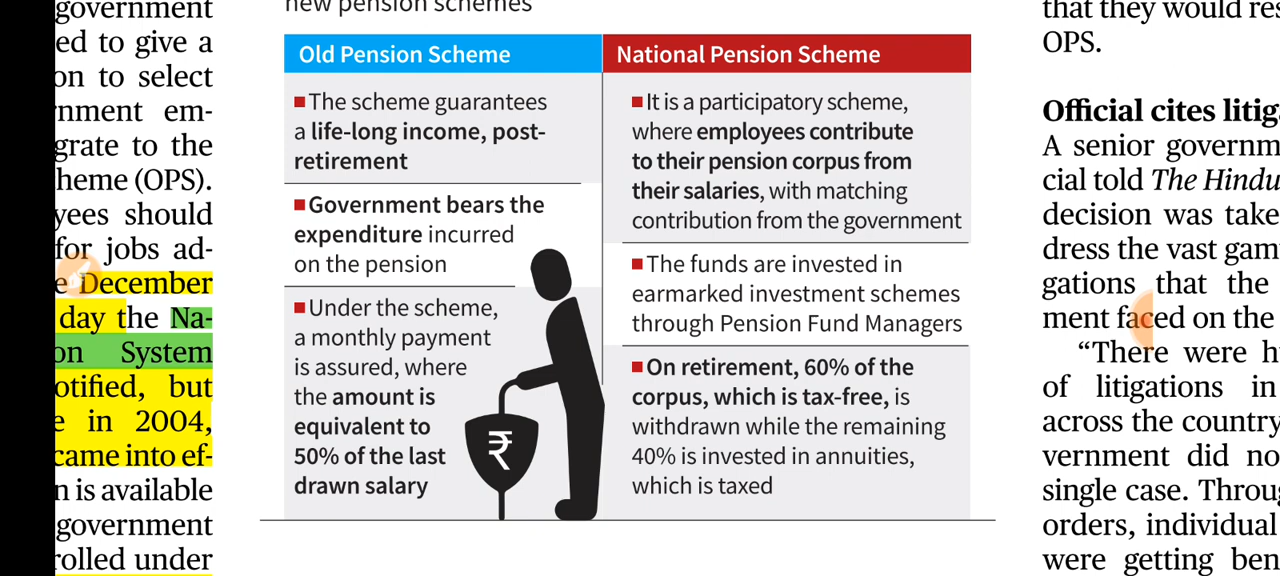 new pension schemes
government
ed to give a
on to select
rnment em-
grate to the
heme (OPS).
yees should
for jobs ad-
e December
day the Na-
on System
otified, but
e in 2004,
came into ef-
n is available
government
rolled under
Old Pension Scheme
The scheme guarantees
a life-long income, post-
retirement
Government bears the
expenditure incurred
on the pension
Under the scheme,
a monthly payment
is assured, where
the amount is
equivalent to
50% of the last
drawn salary
₹
National Pension Scheme
It is a participatory scheme,
where employees contribute
to their pension corpus from
their salaries, with matching
contribution from the government
The funds are invested in
earmarked investment schemes
through Pension Fund Managers
On retirement, 60% of the
corpus, which is tax-free, is
withdrawn while the remaining
40% is invested in annuities,
which is taxed
that they would res
OPS.
Official cites litiga
A senior governm
cial told The Hindu
decision was take
dress the vast gam
gations that the
ment faced on the
“There were h
of litigations in
across the country
vernment did no
single case. Throug
orders, individual
were getting ben